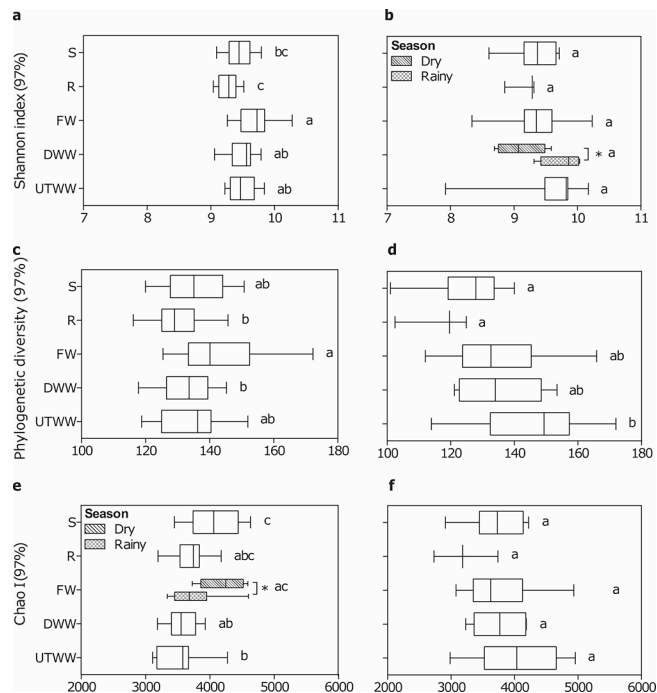 a
b
Shannon index (97%)
S
bc
R
c
FW
a
DWW
ab
UTWW
ab
7 8 9 10 11
Season
Dry
Rainy
a
a
a
* a
a
7 8 9 10 11
c
d
Phylogenetic diversity (97%)
S
ab
R
b
FW
a
DWW
b
UTWW
ab
100 120 140 160 180
a
a
ab
ab
b
100 120 140 160 180
e
f
Chao I (97%)
Season
Dry
Rainy
S
c
R
abc
FW
* ac
DWW
ab
UTWW
b
2000 3000 4000 5000 6000
a
a
a
a
a
2000 3000 4000 5000 6000